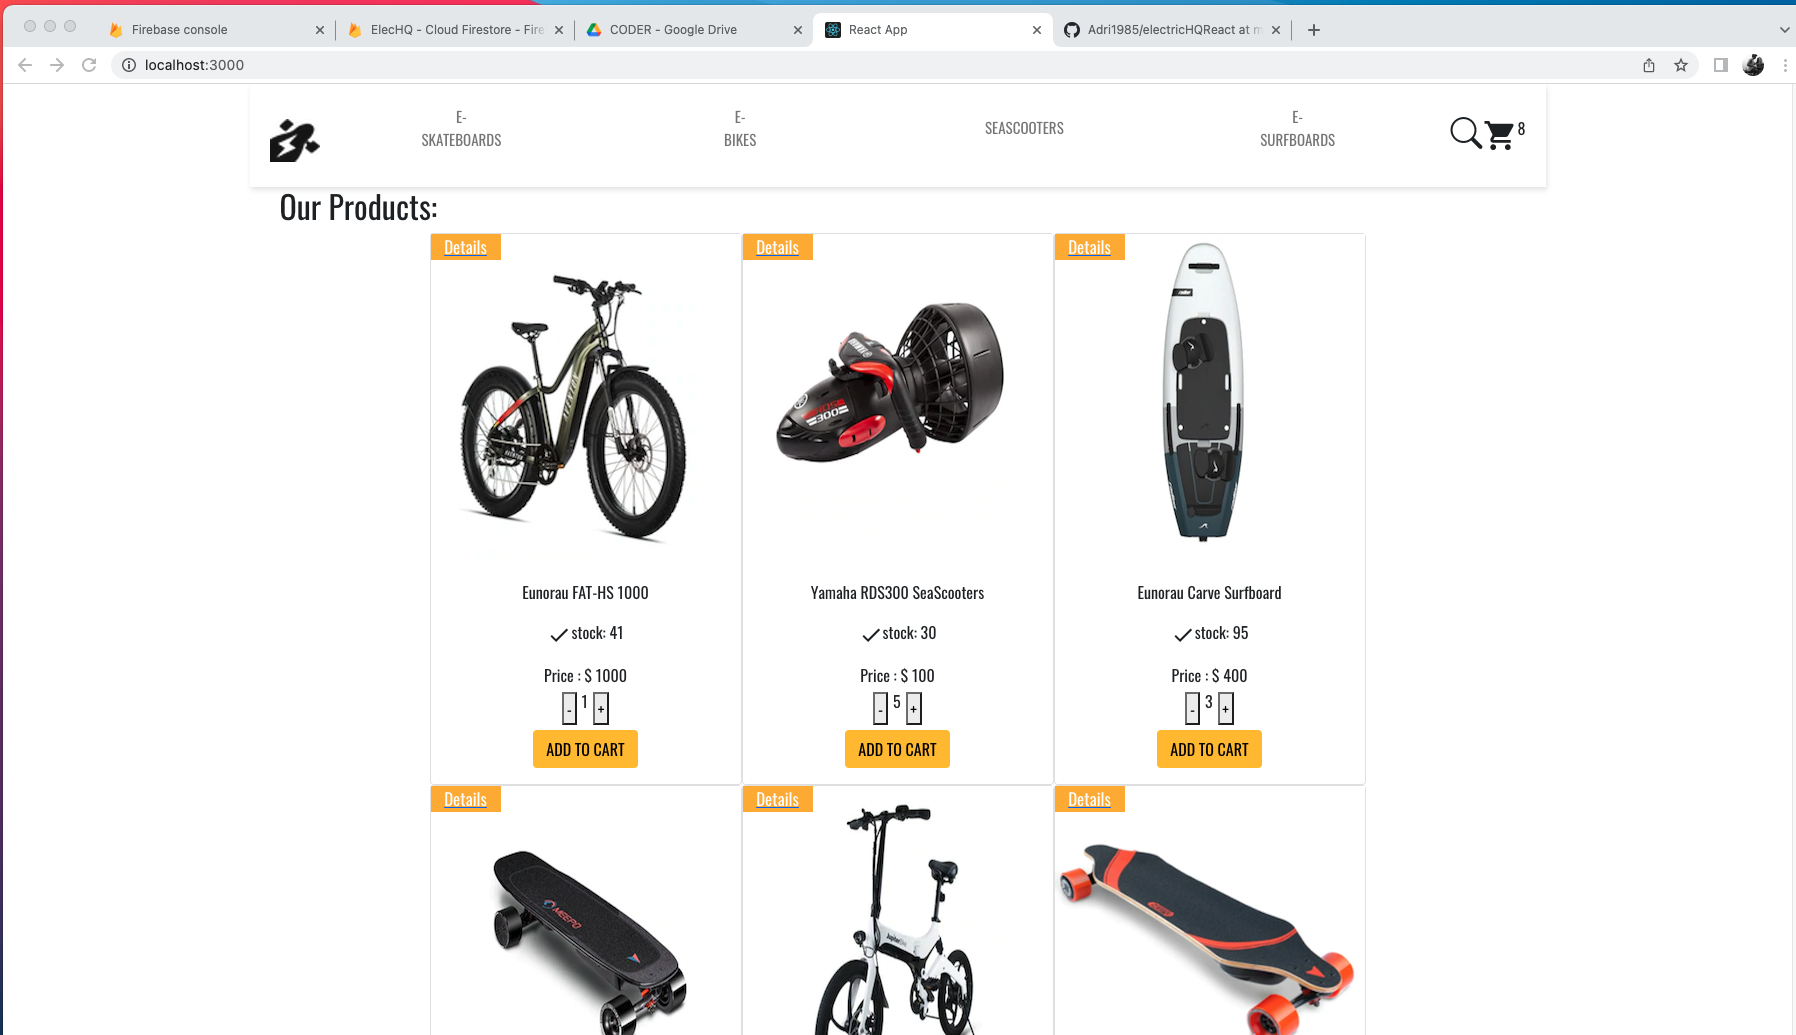 Firebase console
ElecHQ - Cloud Firestore - Fire
CODER - Google Drive
React App
Adri1985/electricHQReact at m
localhost:3000
E-
SKATEBOARDS
E-
BIKES
SEASCOOTERS
E-
SURFBOARDS
8
Our Products:
Details
Details
Details
300
Eunorau FAT-HS 1000
Yamaha RDS300 SeaScooters
Eunorau Carve Surfboard
stock: 41
stock: 30
stock: 95
Price : $ 1000
Price : $ 100
Price : $ 400
- 1 +
- 5 +
- 3 +
ADD TO CART
ADD TO CART
ADD TO CART
Details
Details
Details
MEEPO